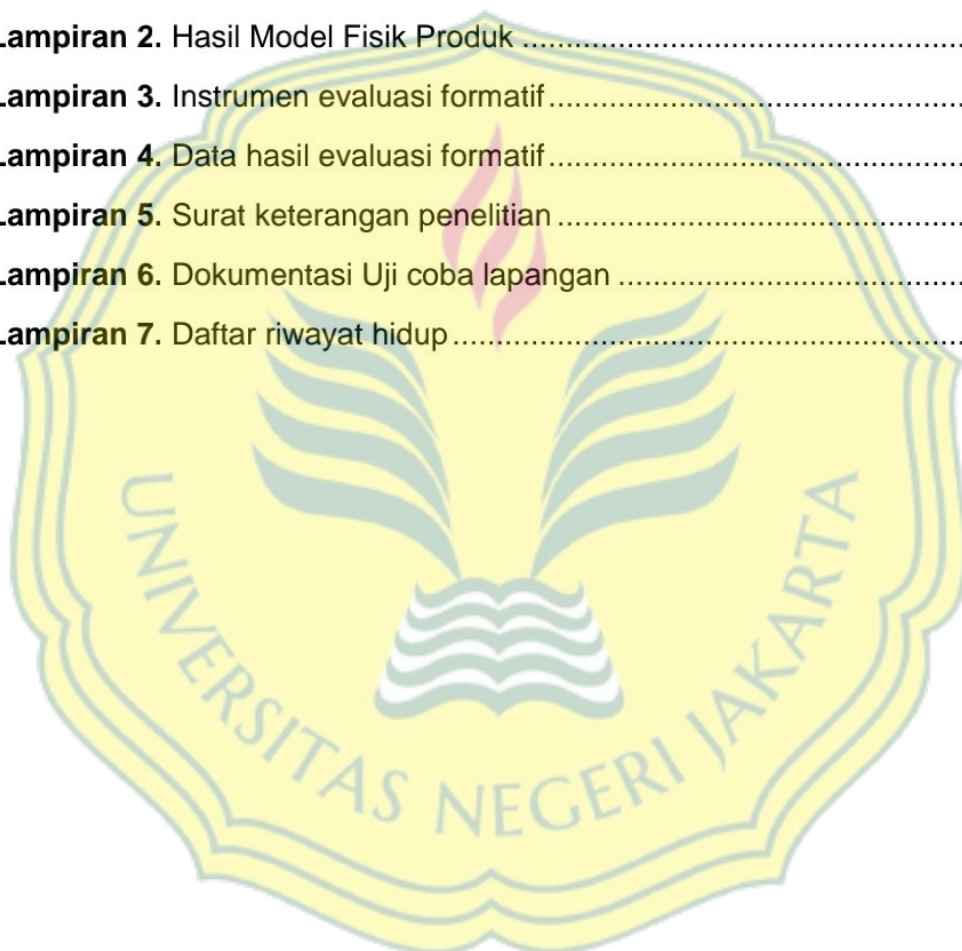 Lampiran 2. Hasil Model Fisik Produk ..................................................
Lampiran 3. Instrumen evaluasi formatif ................................................
Lampiran 4. Data hasil evaluasi formatif ................................................
Lampiran 5. Surat keterangan penelitian ...............................................
Lampiran 6. Dokumentasi Uji coba lapangan ........................................
Lampiran 7. Daftar riwayat hidup ...........................................................
UNIVERSITAS NEGERI JAKARTA